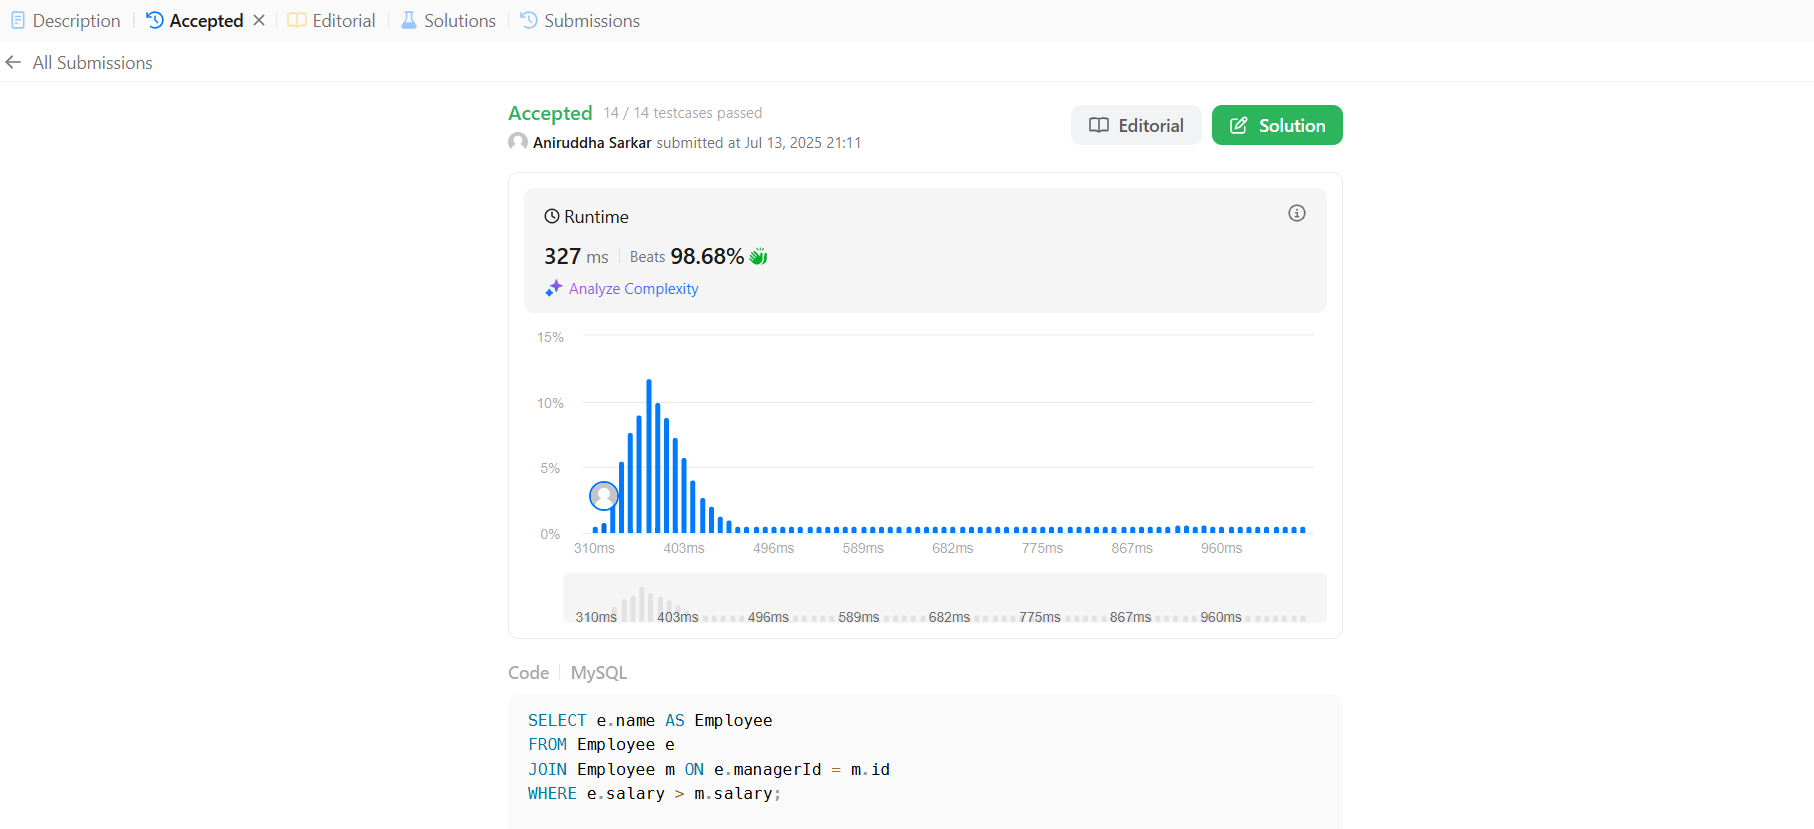 Description Accepted Editorial Solutions Submissions
All Submissions
Accepted 14 / 14 testcases passed
Aniruddha Sarkar submitted at Jul 13, 2025 21:11
Editorial Solution
Runtime
327 ms Beats 98.68%
Analyze Complexity
15%
10%
5%
0%
310ms 403ms 496ms 589ms 682ms 775ms 867ms 960ms
310ms 403ms 496ms 589ms 682ms 775ms 867ms 960ms
Code MySQL
SELECT e.name AS Employee
FROM Employee e
JOIN Employee m ON e.managerId = m.id
WHERE e.salary > m.salary;